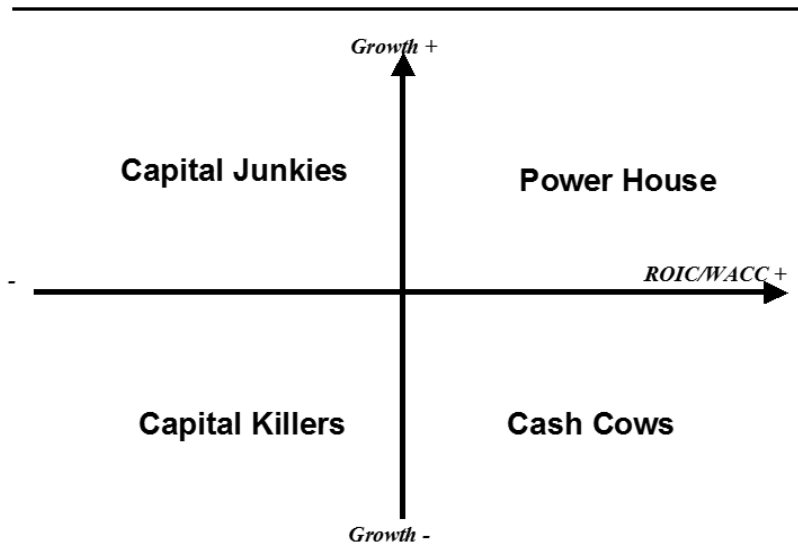 Growth +
Capital Junkies
Power House
ROIC/WACC +
-
Capital Killers
Cash Cows
Growth -